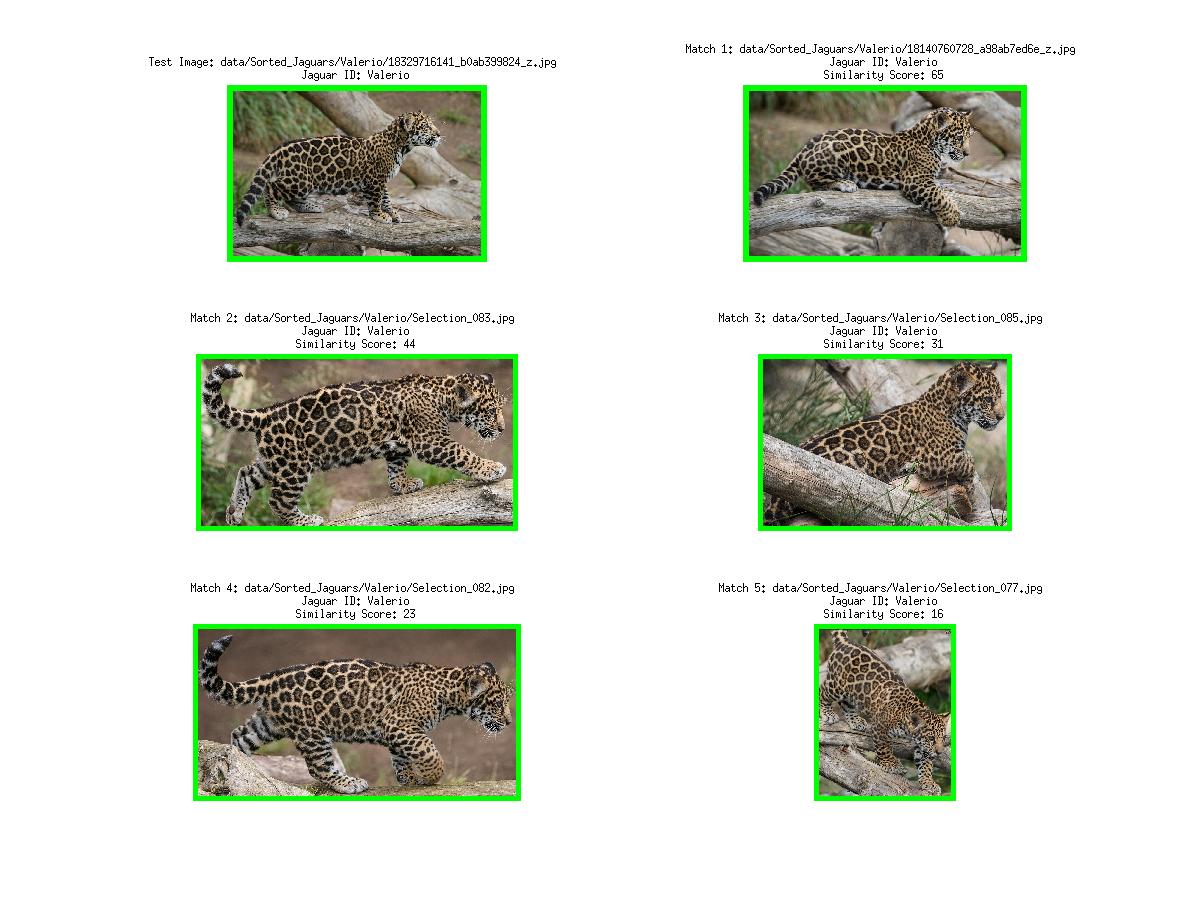 Test Image: data/Sorted_Jaguars/Valerio/18329716141_b0ab399824_z.jpg
Jaguar ID: Valerio
Match 1: data/Sorted_Jaguars/Valerio/18140760728_a98ab7ed6e_z.jpg
Jaguar ID: Valerio
Similarity Score: 65
Match 2: data/Sorted_Jaguars/Valerio/Selection_083.jpg
Jaguar ID: Valerio
Similarity Score: 44
Match 3: data/Sorted_Jaguars/Valerio/Selection_085.jpg
Jaguar ID: Valerio
Similarity Score: 31
Match 4: data/Sorted_Jaguars/Valerio/Selection_082.jpg
Jaguar ID: Valerio
Similarity Score: 23
Match 5: data/Sorted_Jaguars/Valerio/Selection_077.jpg
Jaguar ID: Valerio
Similarity Score: 16